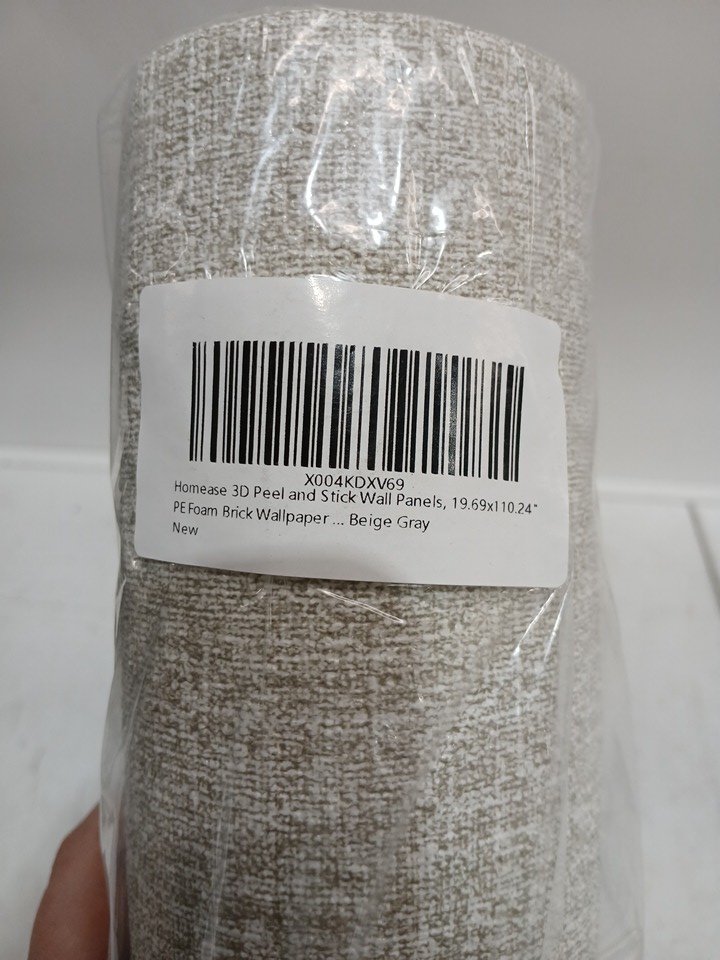 X004KDXV69
Homease 3D Peel and Stick Wall Panels, 19.69x110.24"
PE Foam Brick Wallpaper ... Beige Gray
New